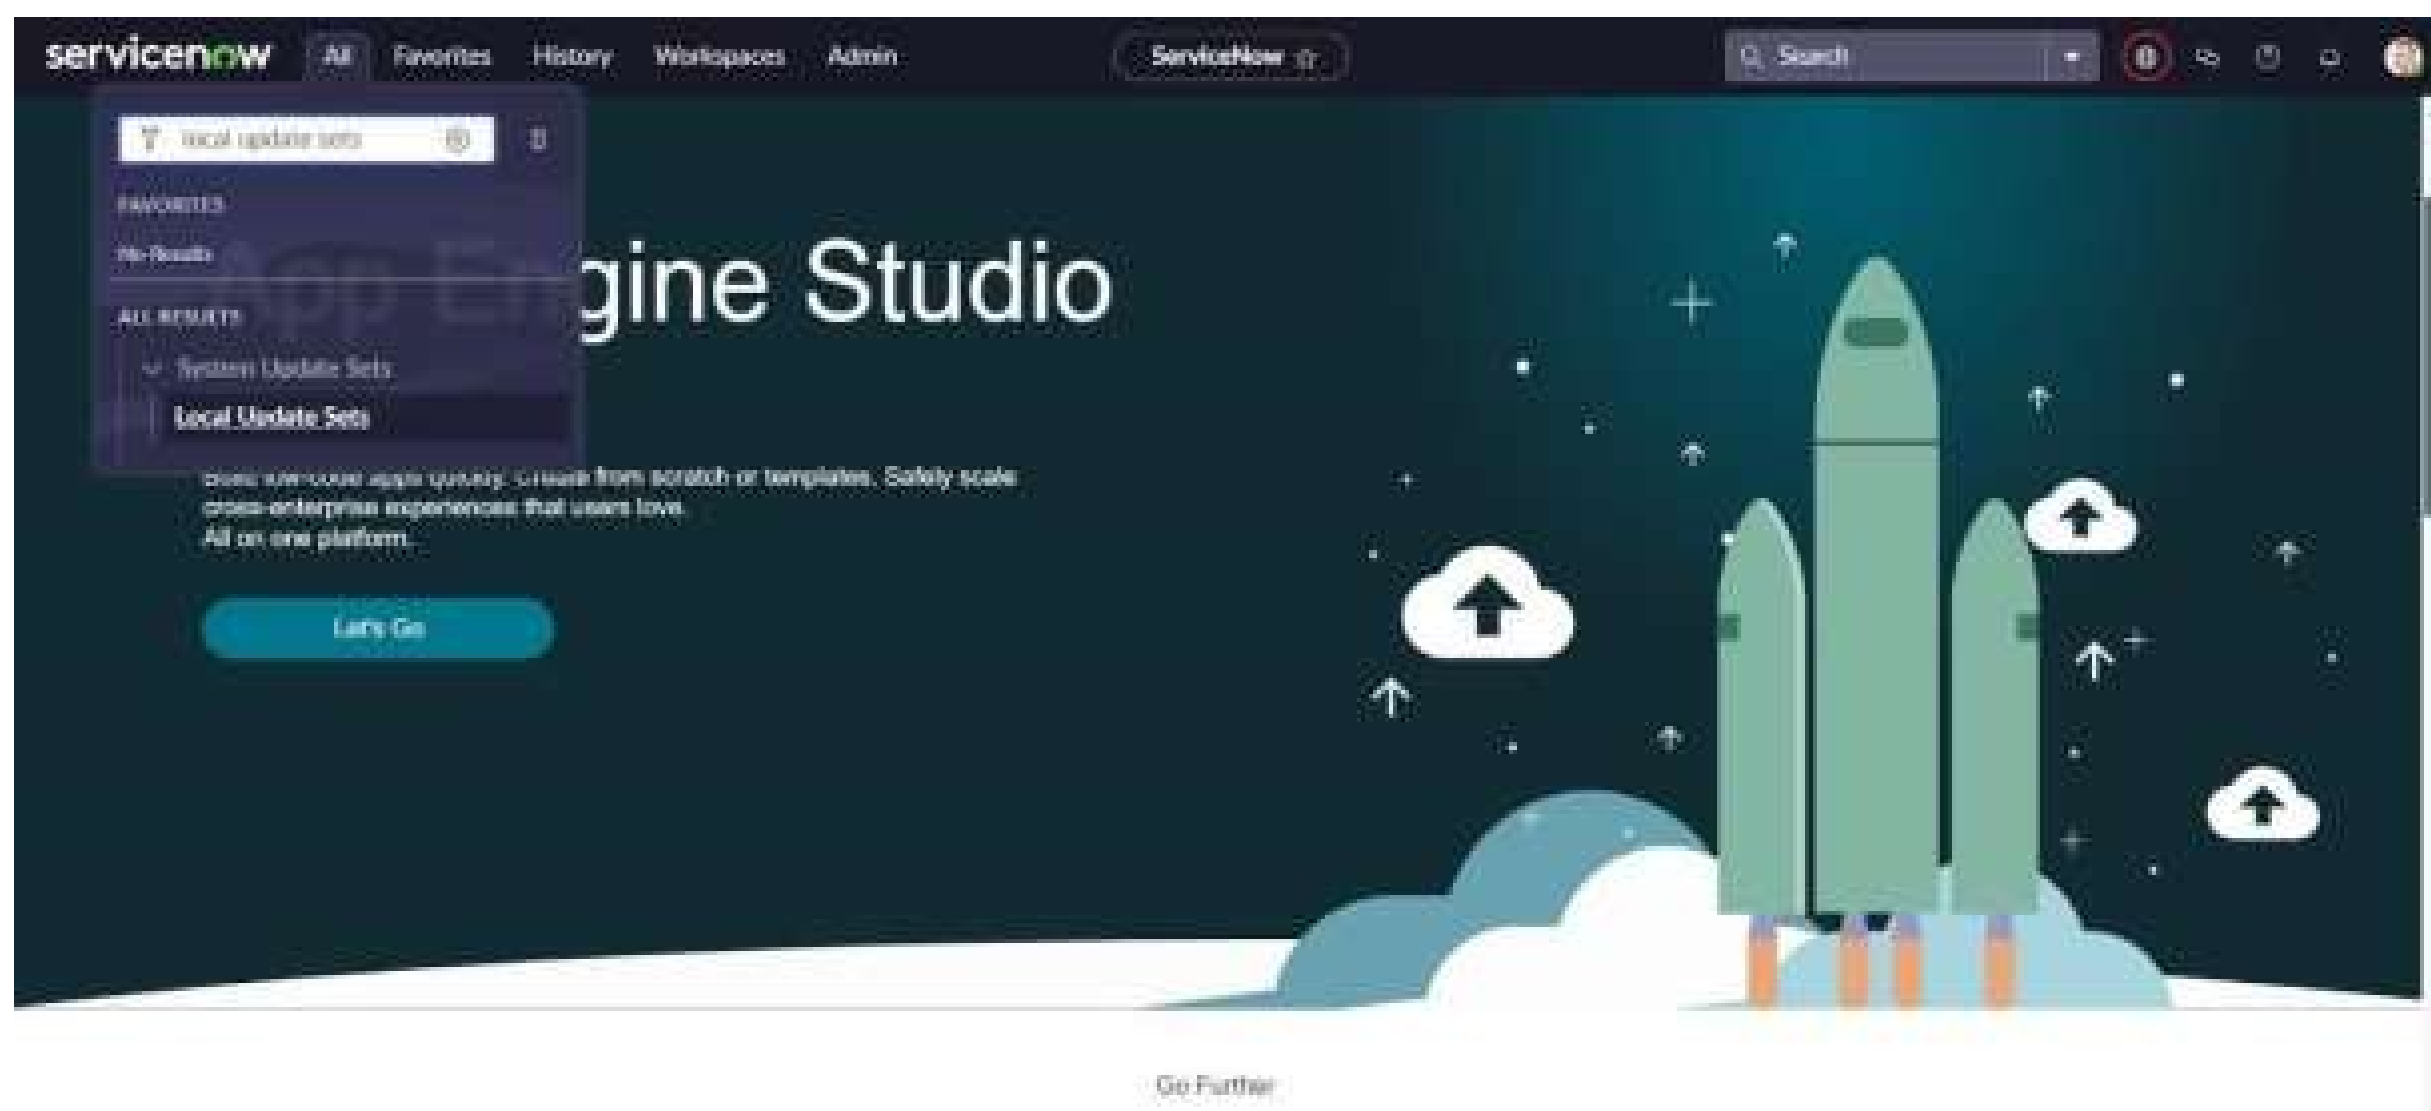 servicenow All Favorites History Workspaces Admin ServiceNow Search
local update sets
FAVORITES
No Results
App Engine Studio
ALL RESULTS
System Update Sets
Local Update Sets
Build low-code apps quickly. Create from scratch or templates. Safely scale
cross-enterprise experiences that users love.
All on one platform.
Let's Go
Go Further